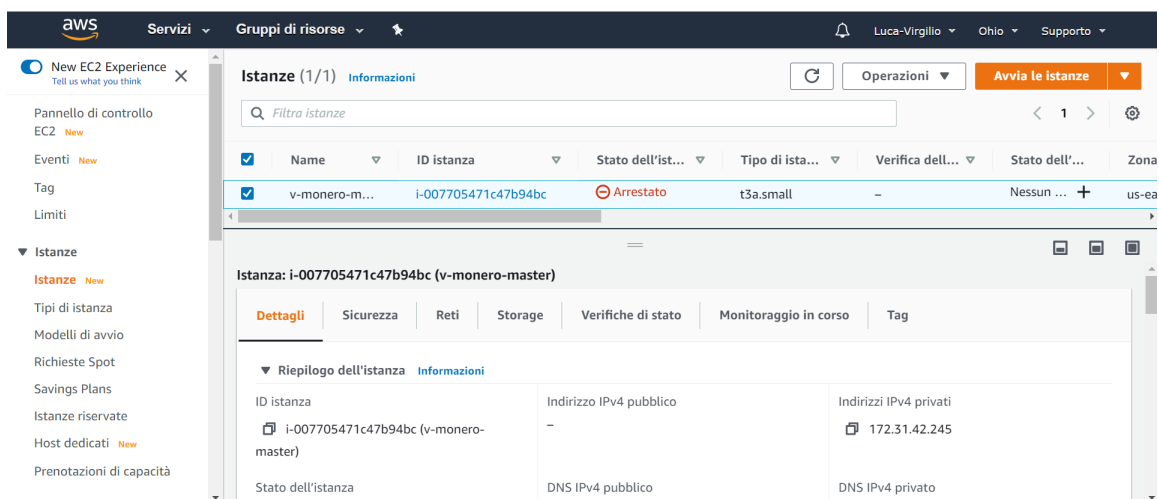 aws Servizi Gruppi di risorse Luca-Virgilio Ohio Supporto
New EC2 Experience
Tell us what you think
Pannello di controllo
EC2 New
Eventi New
Tag
Limiti
Istanze
Istanze New
Tipi di istanza
Modelli di avvio
Richieste Spot
Savings Plans
Istanze riservate
Host dedicati New
Prenotazioni di capacità
Istanze (1/1) Informazioni Operazioni Avvia le istanze
Filtra istanze 1
Name ID istanza Stato dell'ist... Tipo di ista... Verifica dell... Stato dell'... Zona
v-monero-m... i-007705471c47b94bc Arrestato t3a.small – Nessun ... us-ea
Istanza: i-007705471c47b94bc (v-monero-master)
Dettagli Sicurezza Reti Storage Verifiche di stato Monitoraggio in corso Tag
Riepilogo dell'istanza Informazioni
ID istanza Indirizzo IPv4 pubblico Indirizzi IPv4 privati
i-007705471c47b94bc (v-monero- – 172.31.42.245
master)
Stato dell'istanza DNS IPv4 pubblico DNS IPv4 privato